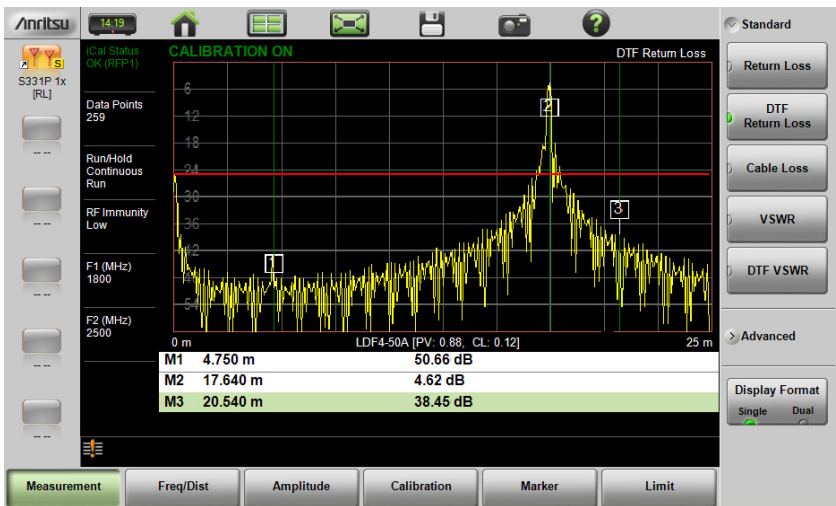 Anritsu
14:19
?
Standard
S331P 1x
[RL]
-- --
-- --
-- --
-- --
-- --
iCal Status
OK (RFP1)
Data Points
259
Run/Hold
Continuous
Run
RF Immunity
Low
F1 (MHz)
1800
F2 (MHz)
2500
CALIBRATION ON
DTF Return Loss
6
12
18
24
30
36
42
54
1
2
3
0 m
LDF4-50A [PV: 0.88, CL: 0.12]
25 m
M1 4.750 m 50.66 dB
M2 17.640 m 4.62 dB
M3 20.540 m 38.45 dB
Return Loss
DTF
Return Loss
Cable Loss
VSWR
DTF VSWR
Advanced
Display Format
Single Dual
Measurement
Freq/Dist
Amplitude
Calibration
Marker
Limit